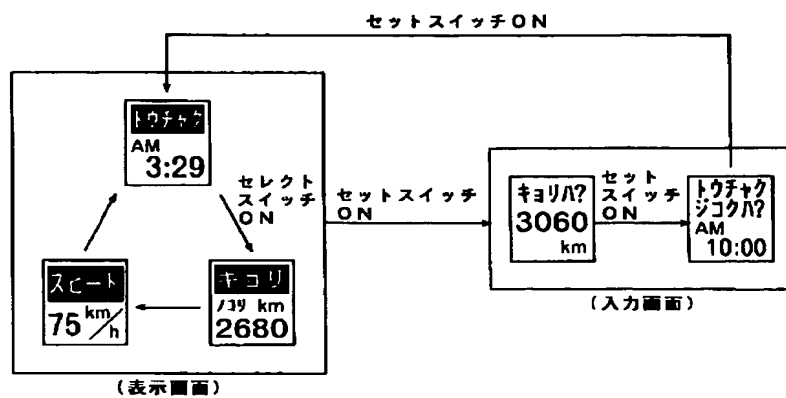 セットスイッチON
トウチャク
AM
3:29
セレクト
スイッチ
ON
セットスイッチ
ON
スピート
75 km/h
キョリ
ノコリ km
2680
(表示画面)
キョリハ?
3060
km
セット
スイッチ
ON
トウチャク
ジコクハ?
AM
10:00
(入力画面)